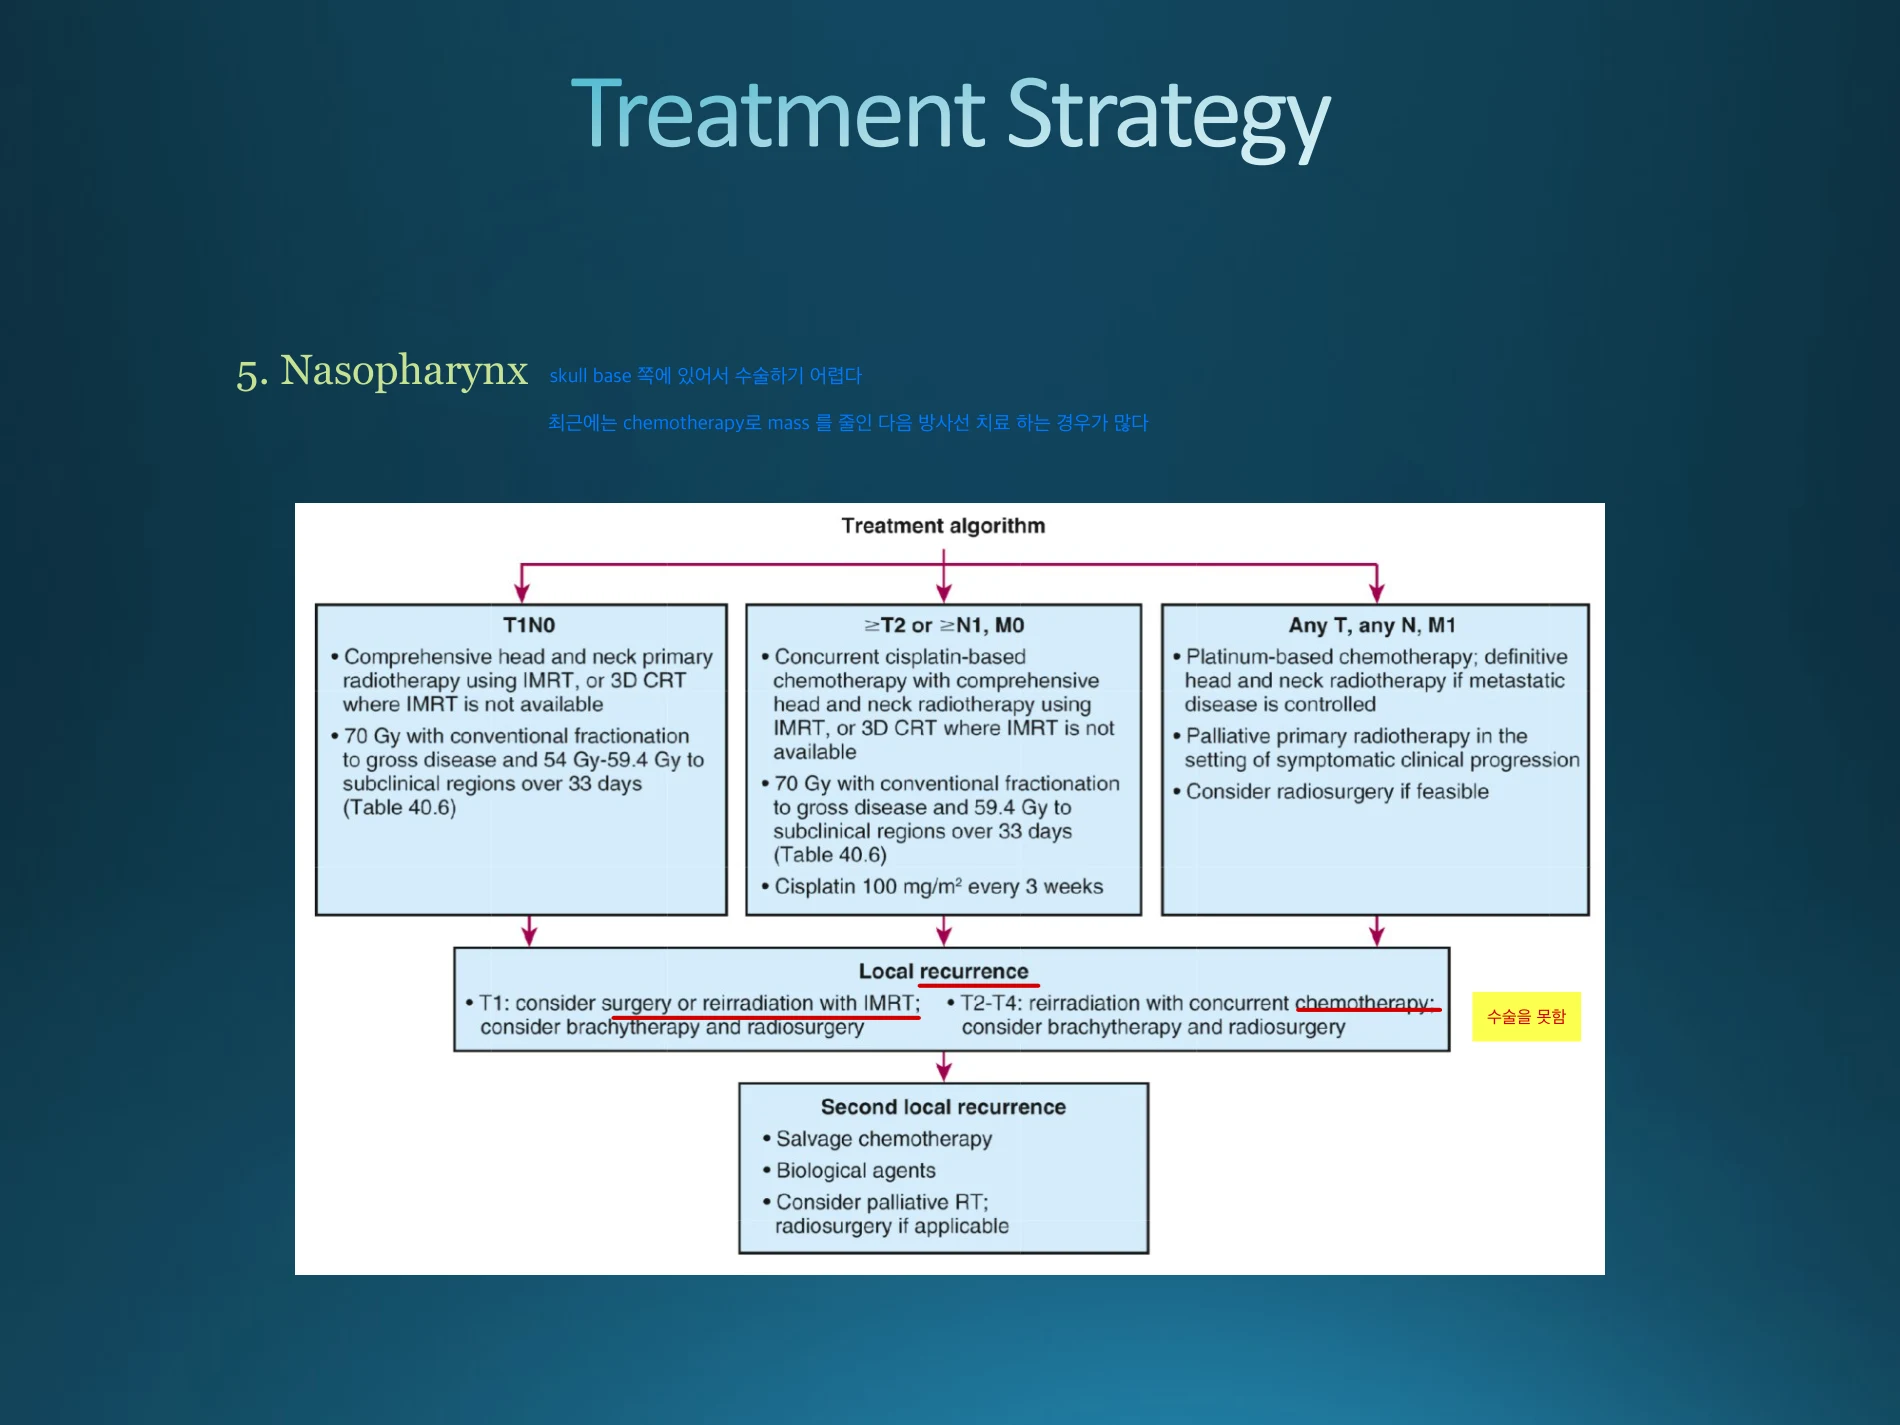 Treatment Strategy
5. Nasopharynx
skull base 쪽에 있어서 수술하기 어렵다
최근에는 chemotherapy로 mass 를 줄인 다음 방사선 치료 하는 경우가 많다
Treatment algorithm
T1N0
• Comprehensive head and neck primary
radiotherapy using IMRT, or 3D CRT
where IMRT is not available
• 70 Gy with conventional fractionation
to gross disease and 54 Gy-59.4 Gy to
subclinical regions over 33 days
(Table 40.6)
≥T2 or ≥N1, M0
• Concurrent cisplatin-based
chemotherapy with comprehensive
head and neck radiotherapy using
IMRT, or 3D CRT where IMRT is not
available
• 70 Gy with conventional fractionation
to gross disease and 59.4 Gy to
subclinical regions over 33 days
(Table 40.6)
• Cisplatin 100 mg/m² every 3 weeks
Any T, any N, M1
• Platinum-based chemotherapy; definitive
head and neck radiotherapy if metastatic
disease is controlled
• Palliative primary radiotherapy in the
setting of symptomatic clinical progression
• Consider radiosurgery if feasible
Local recurrence
• T1: consider surgery or reirradiation with IMRT;
consider brachytherapy and radiosurgery
• T2-T4: reirradiation with concurrent chemotherapy;
consider brachytherapy and radiosurgery
수술을 못함
Second local recurrence
• Salvage chemotherapy
• Biological agents
• Consider palliative RT;
radiosurgery if applicable